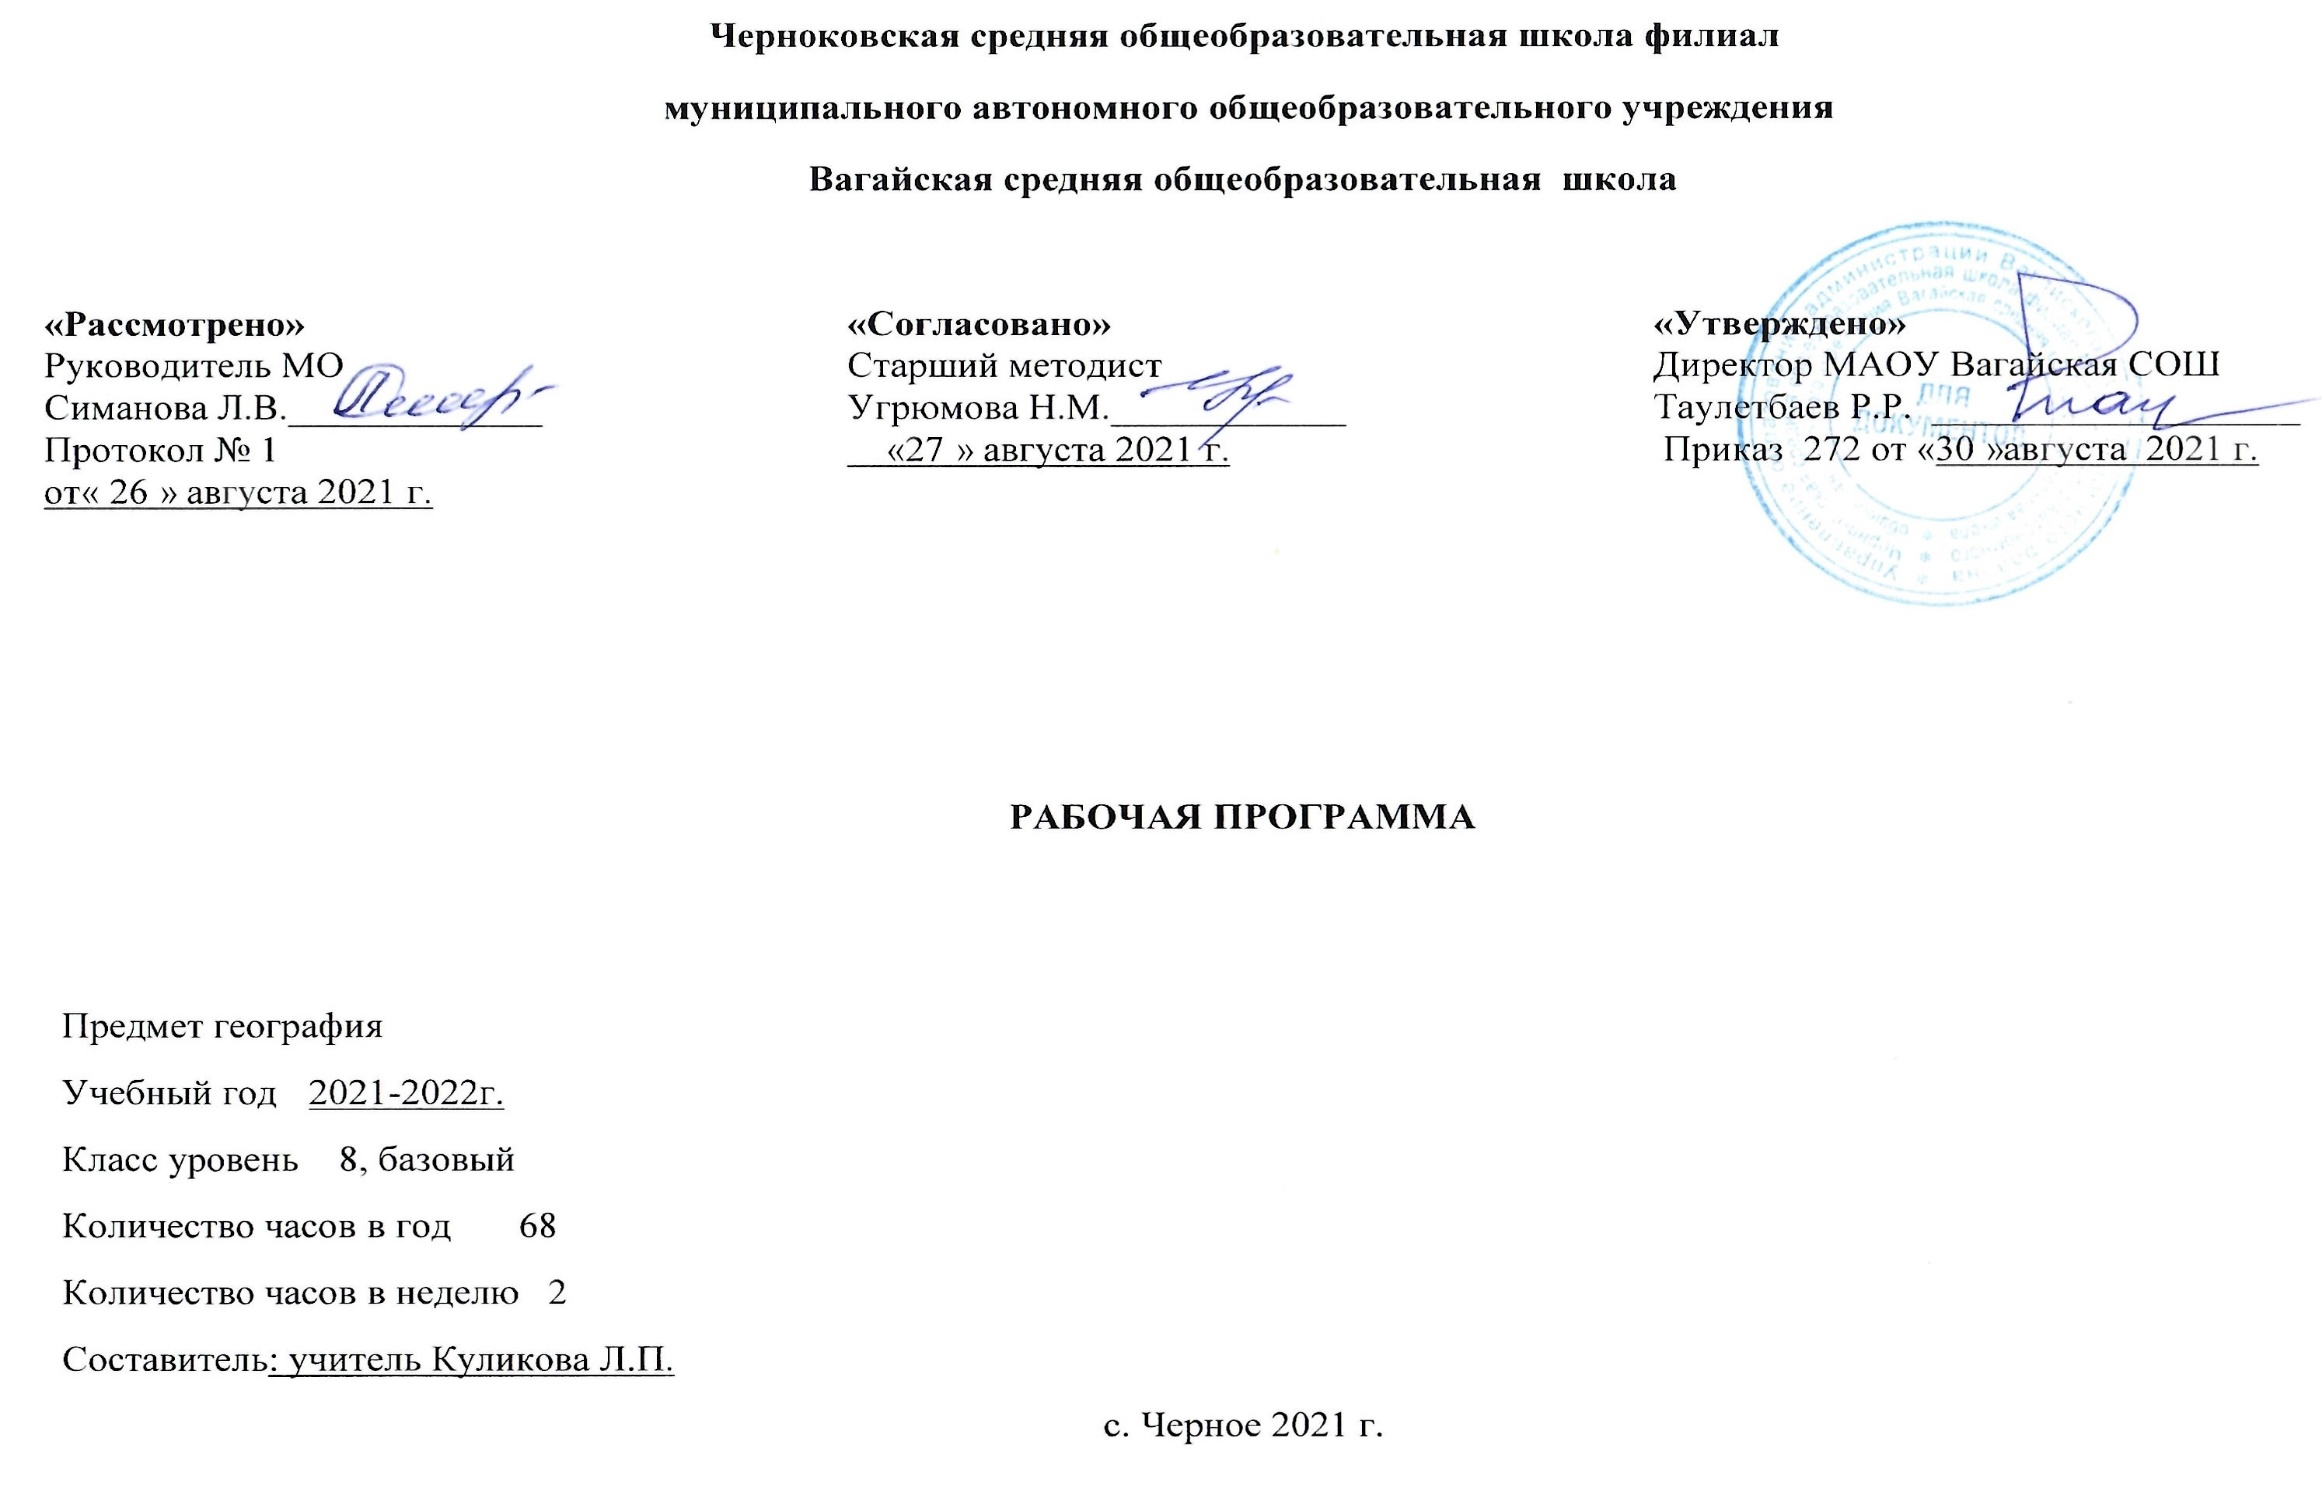 Черноковская средняя общеобразовательная школа филиал
муниципального автономного общеобразовательного учреждения
Вагайская средняя общеобразовательная школа
«Рассмотрено»
Руководитель МО
Симанова Л.В.
Протокол № 1
от« 26 » августа 2021 г.
«Согласовано»
Старший методист
Угрюмова Н.М.
«27 » августа 2021 г.
«Утверждено»
Директор МАОУ Вагайская СОШ
Таулетбаев Р.Р.
Приказ 272 от «30 »августа 2021 г.
ДЛЯ
ДОКУМЕНТОВ
РАБОЧАЯ ПРОГРАММА
Предмет география
Учебный год 2021-2022г.
Класс уровень 8, базовый
Количество часов в год 68
Количество часов в неделю 2
Составитель: учитель Куликова Л.П.
с. Черное 2021 г.